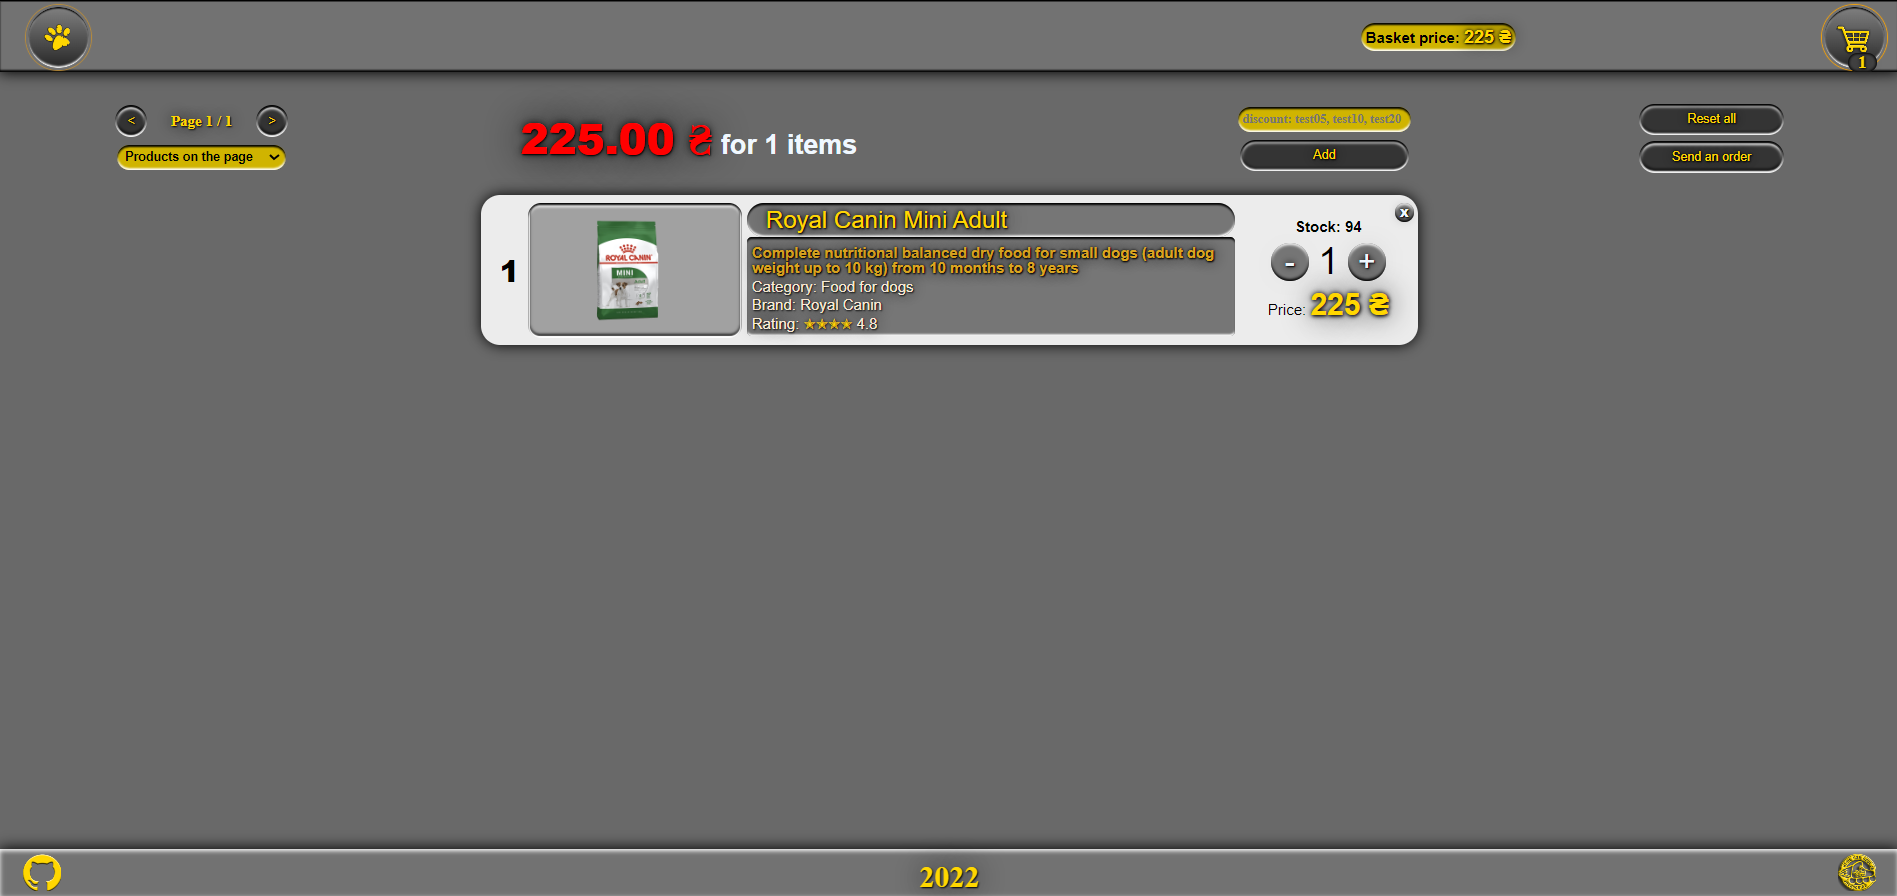 Basket price: 225 ₴
1
< Page 1 / 1 >
Products on the page
225.00 ₴ for 1 items
discount: test05, test10, test20
Add
Reset all
Send an order
1
ROYAL CANIN
MINI
Royal Canin Mini Adult
Complete nutritional balanced dry food for small dogs (adult dog
weight up to 10 kg) from 10 months to 8 years
Category: Food for dogs
Brand: Royal Canin
Rating: ★★★★ 4.8
x
Stock: 94
- 1 +
Price: 225 ₴
2022